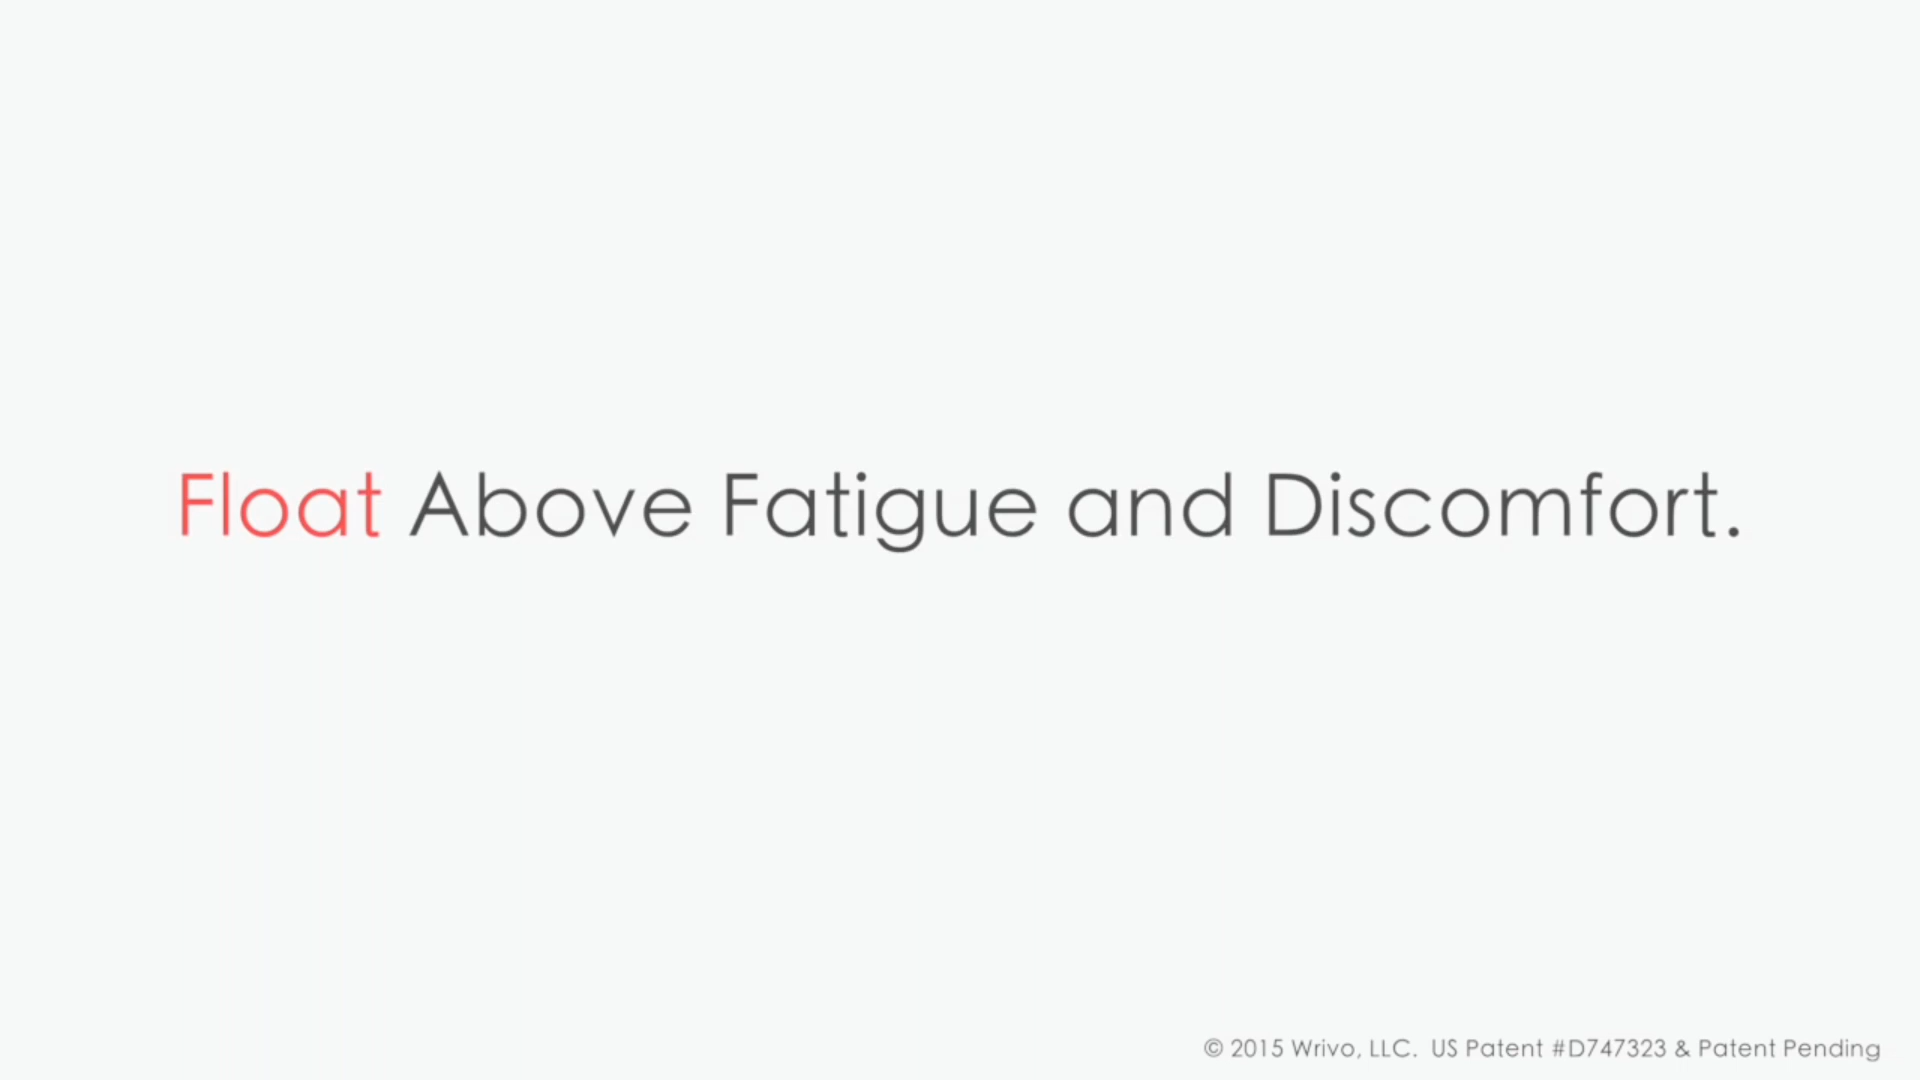 Float Above Fatigue and Discomfort.
© 2015 Wrivo, LLC.  US Patent #D747323 & Patent Pending